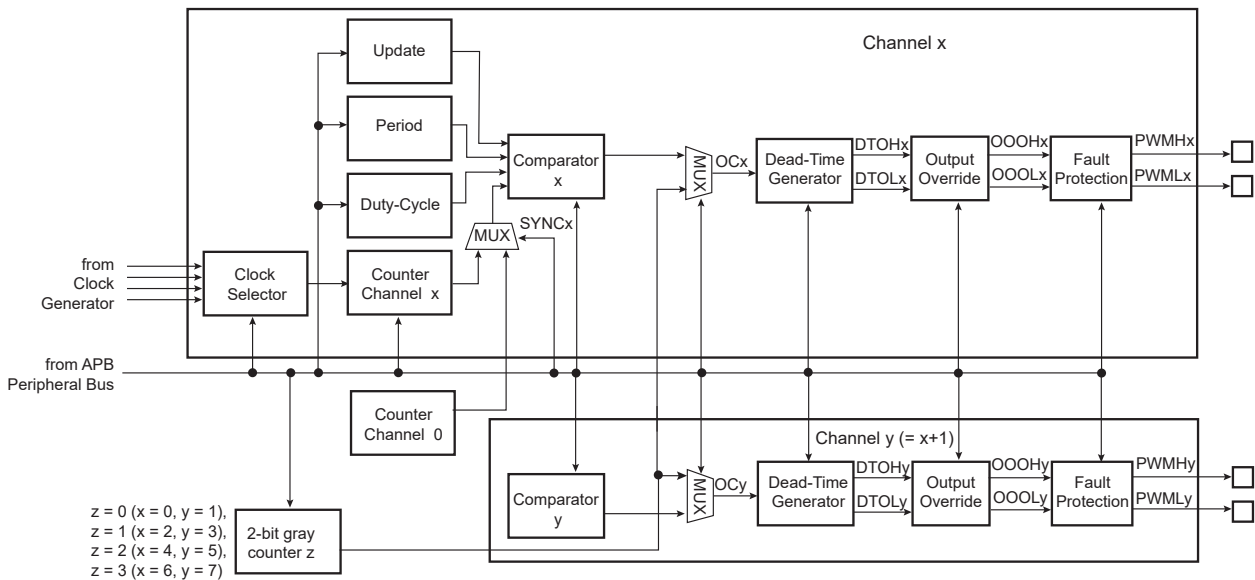 Channel x
Update
Period
Duty-Cycle
Comparator
x
MUX
SYNCx
from
Clock
Generator
Clock
Selector
Counter
Channel x
MUX
OCx
Dead-Time
Generator
DTOHx
DTOLx
Output
Override
OOOHx
OOOLx
Fault
Protection
PWMHx
PWMLx
from APB
Peripheral Bus
Counter
Channel 0
Channel y (= x+1)
Comparator
y
MUX
OCy
Dead-Time
Generator
DTOHy
DTOLy
Output
Override
OOOHy
OOOLy
Fault
Protection
PWMHy
PWMLy
z = 0 (x = 0, y = 1),
z = 1 (x = 2, y = 3),
z = 2 (x = 4, y = 5),
z = 3 (x = 6, y = 7)
2-bit gray
counter z